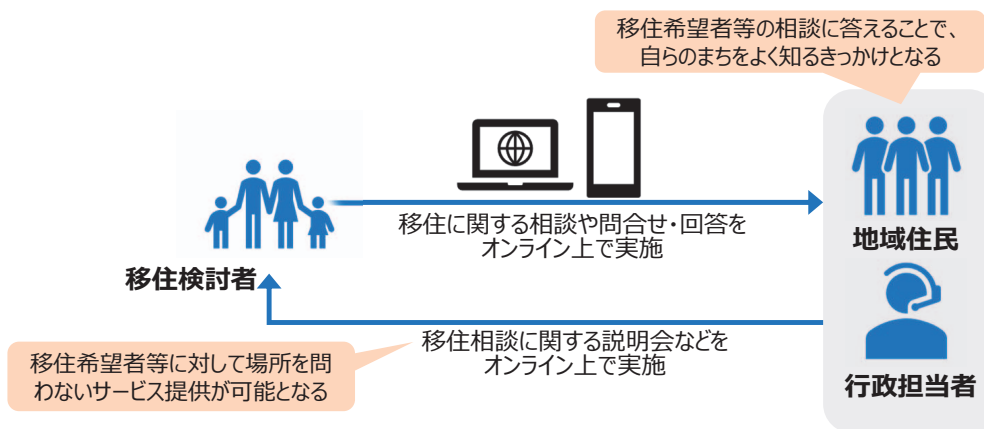 移住希望者等の相談に答えることで、
自らのまちをよく知るきっかけとなる
移住に関する相談や問合せ・回答を
オンライン上で実施
地域住民
移住検討者
移住相談に関する説明会などを
オンライン上で実施
移住希望者等に対して場所を問
わないサービス提供が可能となる
行政担当者